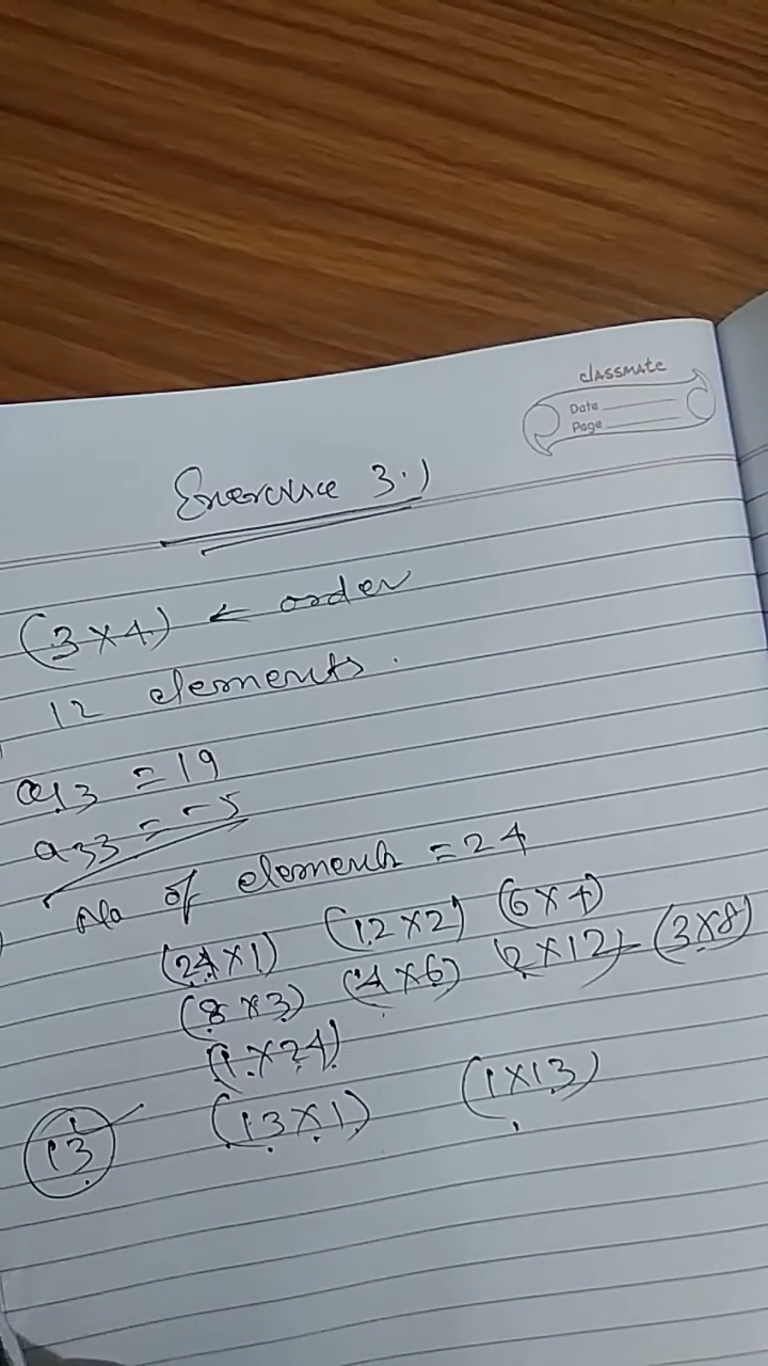 classmate
Date
Page
Exercise 3.1
(3×4) ← order
12 elements.
a13 = 19
a33 = -5
No of elements = 24
(24×1) (12×2) (6×4)
(8×3) (4×6) (2×12) (3×8)
(1×24)
13 (13×1) (1×13)